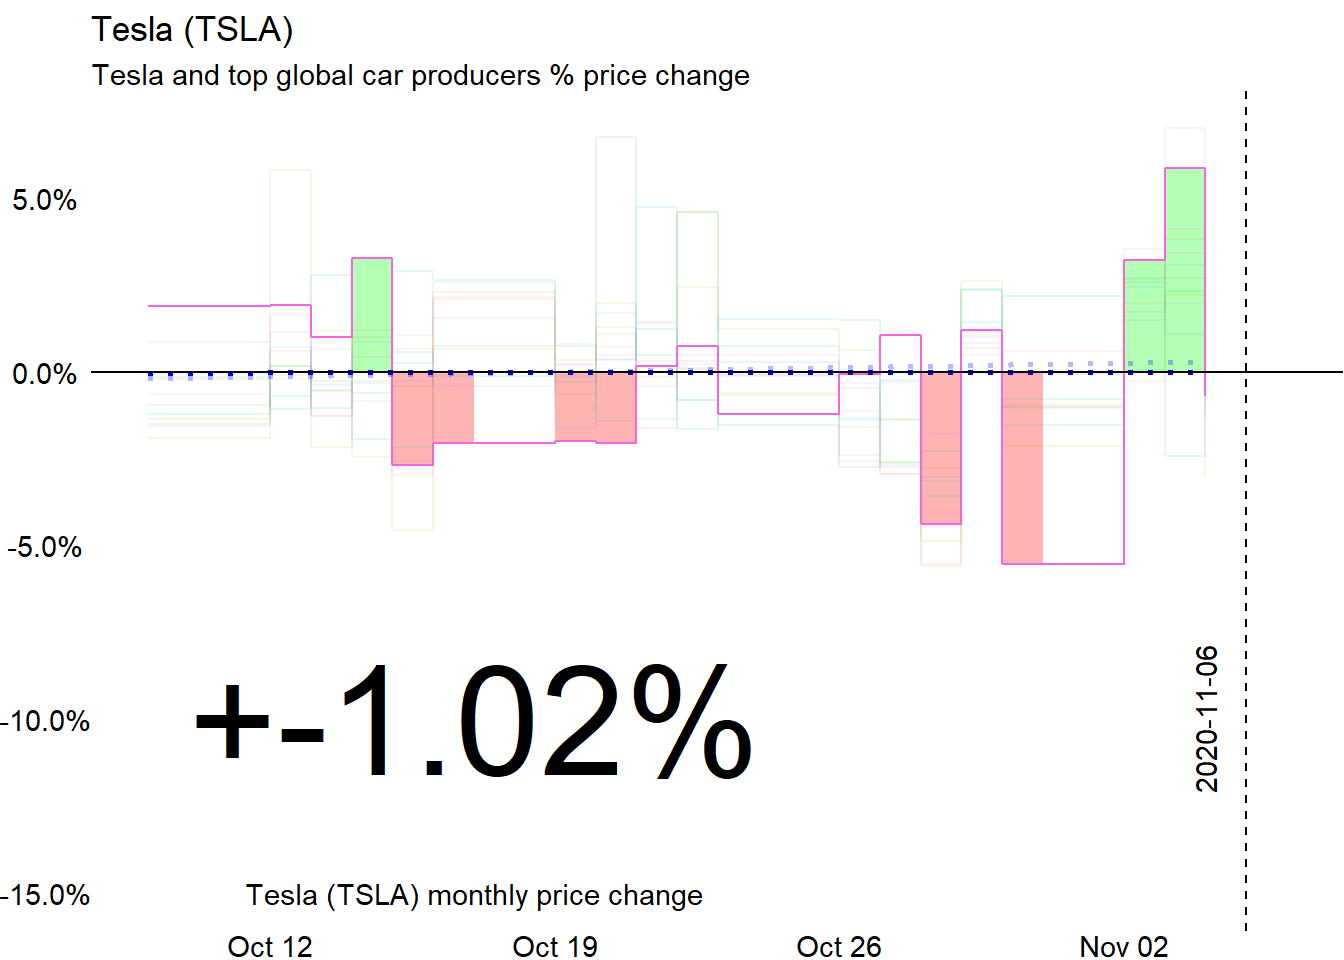 Tesla (TSLA)
Tesla and top global car producers % price change
5.0%
0.0%
-5.0%
-10.0%
-15.0%
+-1.02%
Tesla (TSLA) monthly price change
2020-11-06
Oct 12
Oct 19
Oct 26
Nov 02